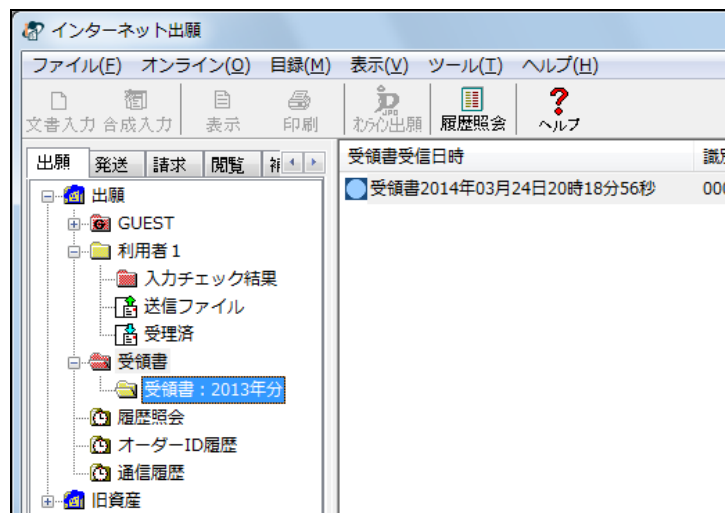 インターネット出願
ファイル(F) オンライン(O) 目録(M) 表示(V) ツール(T) ヘルプ(H)
文書入力 合成入力 表示 印刷 オンライン出願 履歴照会 ヘルプ
出願 発送 請求 閲覧
受領書受信日時
出願
受領書2014年03月24日20時18分56秒 000
GUEST
利用者1
入力チェック結果
送信ファイル
受理済
受領書
受領書:2013年分
履歴照会
オーダーID履歴
通信履歴
旧資産